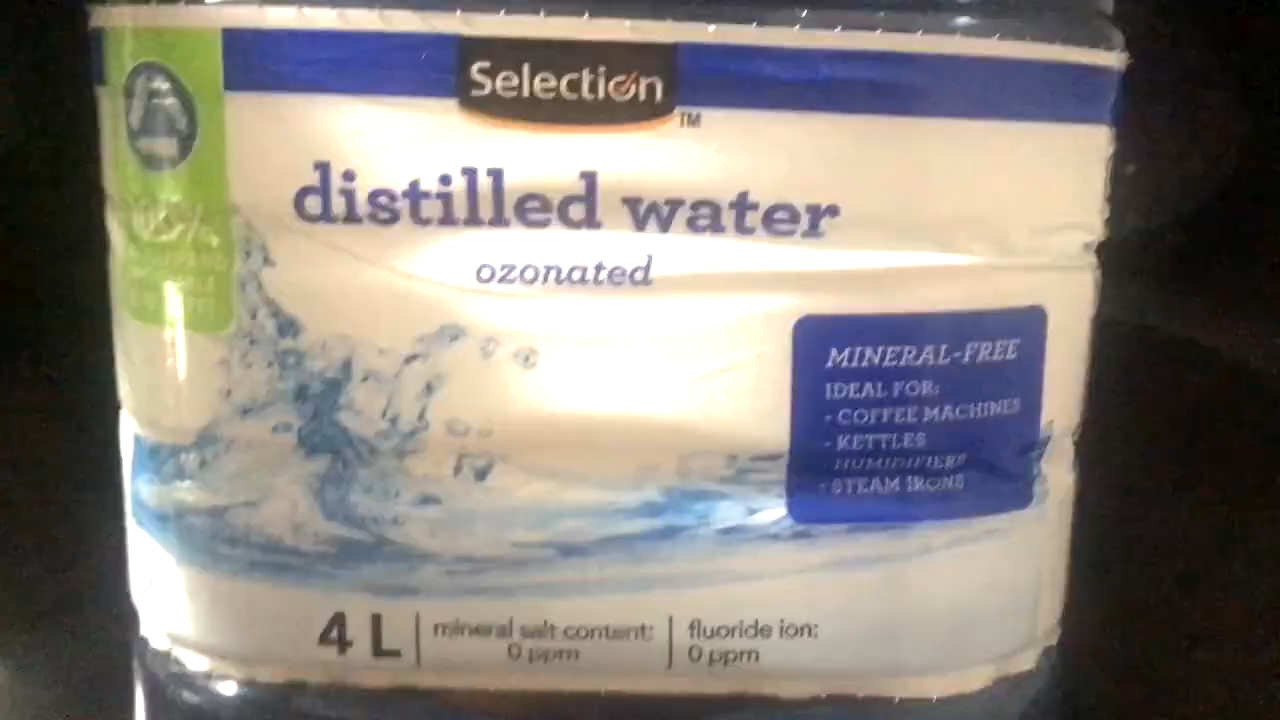 Selection
TM
distilled water
ozonated
MINERAL-FREE
IDEAL FOR:
- COFFEE MACHINES
- KETTLES
- HUMIDIFIERS
- STEAM IRONS
4 L
mineral salt content:
0 ppm
fluoride ion:
0 ppm